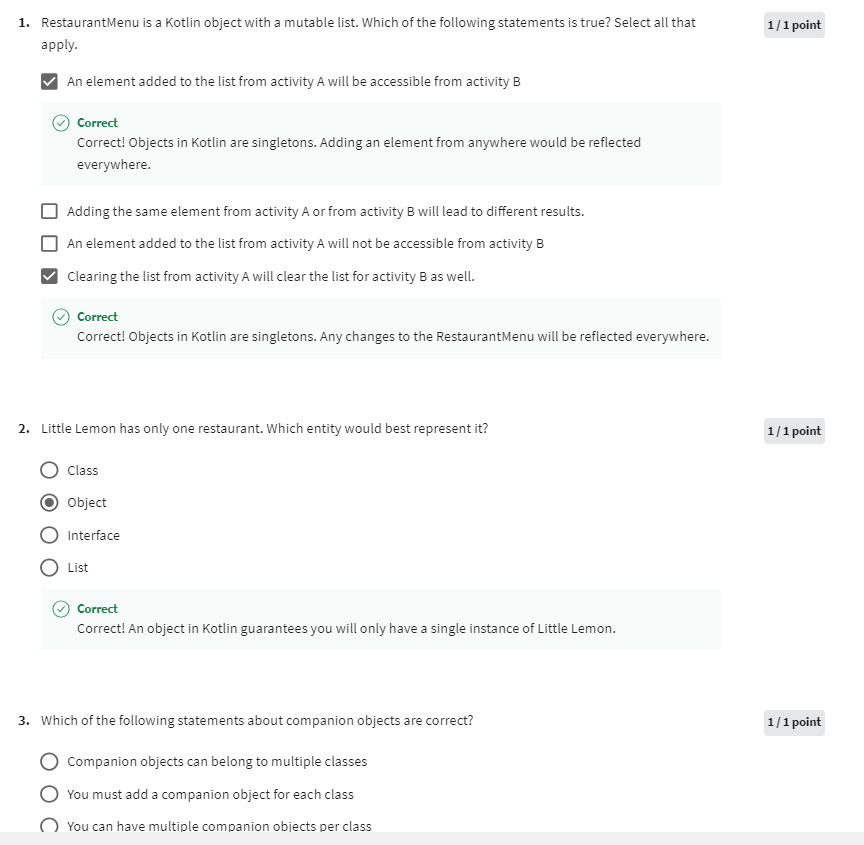 1. RestaurantMenu is a Kotlin object with a mutable list. Which of the following statements is true? Select all that
apply.
1 / 1 point
An element added to the list from activity A will be accessible from activity B
Correct
Correct! Objects in Kotlin are singletons. Adding an element from anywhere would be reflected
everywhere.
Adding the same element from activity A or from activity B will lead to different results.
An element added to the list from activity A will not be accessible from activity B
Clearing the list from activity A will clear the list for activity B as well.
Correct
Correct! Objects in Kotlin are singletons. Any changes to the RestaurantMenu will be reflected everywhere.
2. Little Lemon has only one restaurant. Which entity would best represent it?
1 / 1 point
Class
Object
Interface
List
Correct
Correct! An object in Kotlin guarantees you will only have a single instance of Little Lemon.
3. Which of the following statements about companion objects are correct?
1 / 1 point
Companion objects can belong to multiple classes
You must add a companion object for each class
You can have multiple companion objects per class